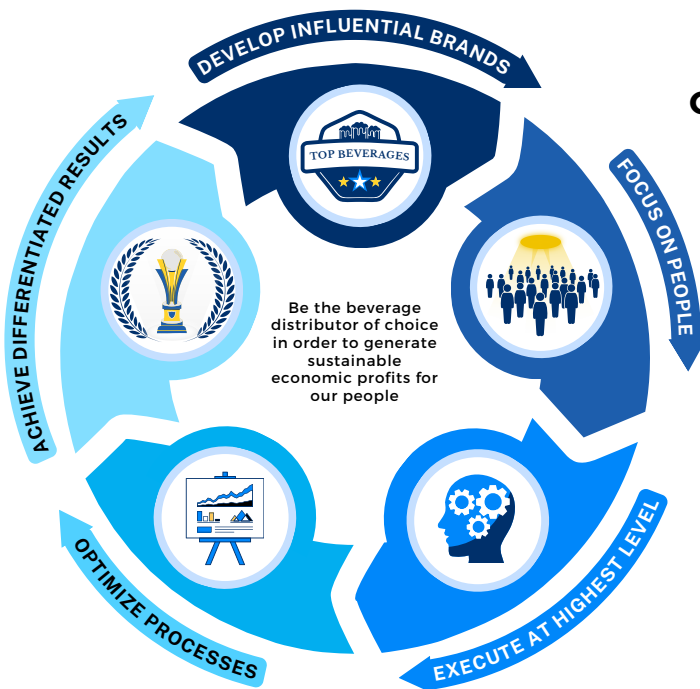 DEVELOP INFLUENTIAL BRANDS
TOP BEVERAGES
FOCUS ON PEOPLE
EXECUTE AT HIGHEST LEVEL
OPTIMIZE PROCESSES
ACHIEVE DIFFERENTIATED RESULTS
Be the beverage
distributor of choice
in order to generate
sustainable
economic profits for
our people